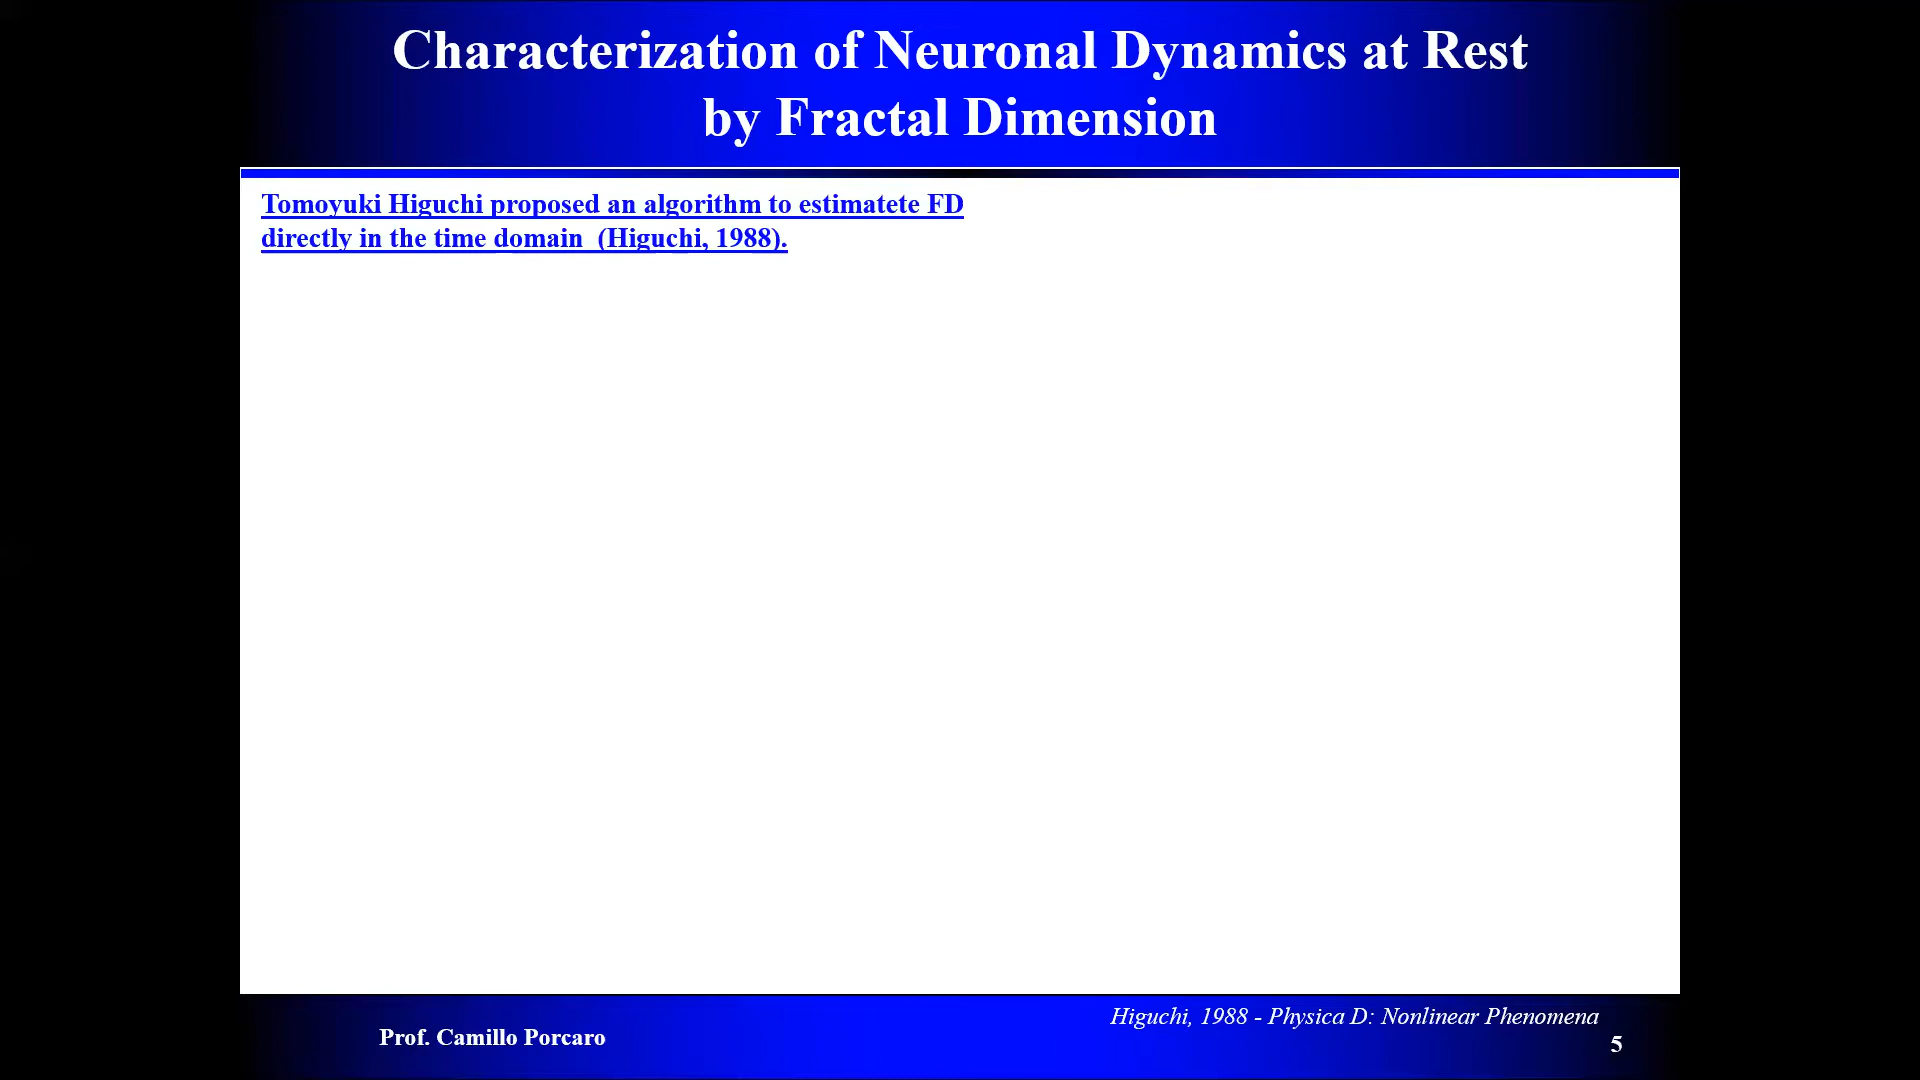 Characterization of Neuronal Dynamics at Rest
by Fractal Dimension
Tomoyuki Higuchi proposed an algorithm to estimatete FD
directly in the time domain  (Higuchi, 1988).
Higuchi, 1988 - Physica D: Nonlinear Phenomena
Prof. Camillo Porcaro
5